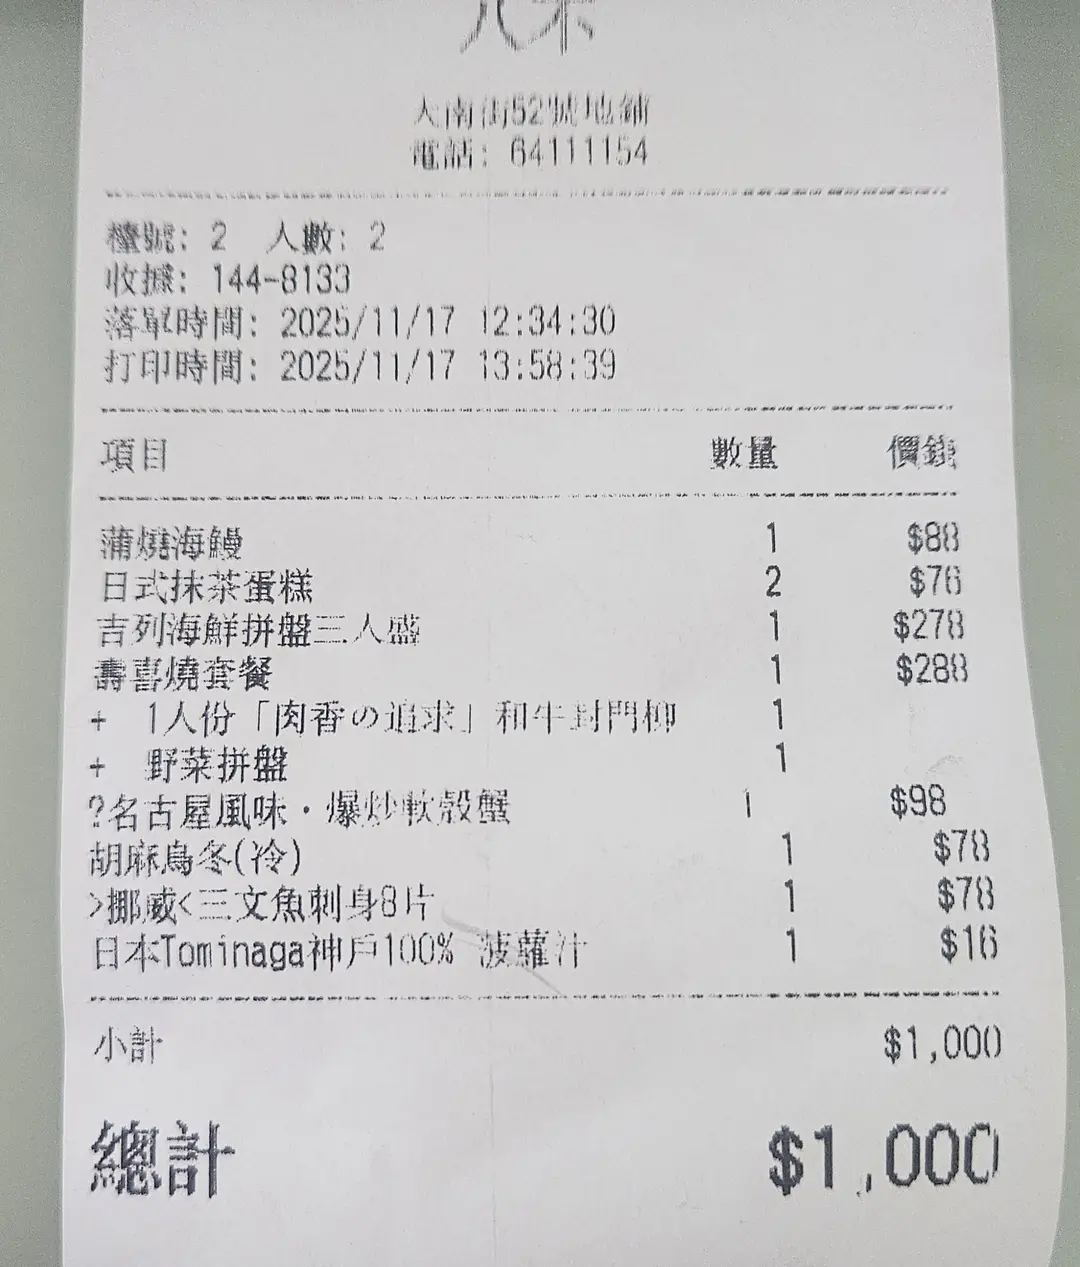 大南街52號地舖
電話: 64111154
檯號: 2 人數: 2
收據: 144-8133
落單時間: 2025/11/17 12:34:30
打印時間: 2025/11/17 13:58:39
項目 數量 價錢
蒲燒海鰻 1 $88
日式抹茶蛋糕 2 $76
吉列海鮮拼盤三人盛 1 $278
壽喜燒套餐 1 $288
+ 1人份「肉香の追求」和牛封門柳 1
+ 野菜拼盤 1
?名古屋風味・爆炒軟殼蟹 1 $98
胡麻烏冬(冷) 1 $78
>挪威<三文魚刺身8片 1 $78
日本Tominaga神戶100% 菠蘿汁 1 $16
小計 $1,000
總計 $1,000